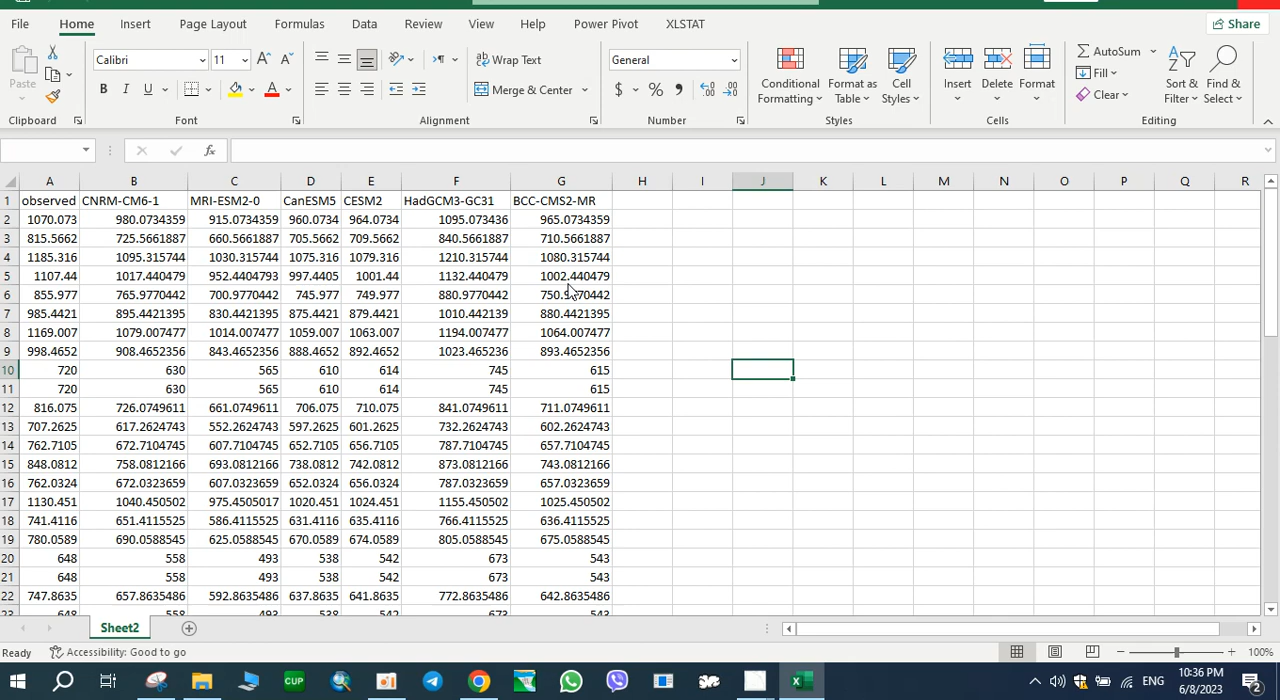 File Home Insert Page Layout Formulas Data Review View Help Power Pivot XLSTAT Share
Paste Calibri 11 Wrap Text General Conditional Formatting Format as Table Cell Styles Insert Delete Format AutoSum Sort & Filter Find & Select
B I U Merge & Center $ % Fill
Clear
Clipboard Font Alignment Number Styles Cells Editing
fx
A B C D E F G H I J K L M N O P Q R
1 observed CNRM-CM6-1 MRI-ESM2-0 CanESM5 CESM2 HadGCM3-GC31 BCC-CMS2-MR
2 1070.073 980.0734359 915.0734359 960.0734 964.0734 1095.073436 965.0734359
3 815.5662 725.5661887 660.5661887 705.5662 709.5662 840.5661887 710.5661887
4 1185.316 1095.315744 1030.315744 1075.316 1079.316 1210.315744 1080.315744
5 1107.44 1017.440479 952.4404793 997.4405 1001.44 1132.440479 1002.440479
6 855.977 765.9770442 700.9770442 745.977 749.977 880.9770442 750.9770442
7 985.4421 895.4421395 830.4421395 875.4421 879.4421 1010.442139 880.4421395
8 1169.007 1079.007477 1014.007477 1059.007 1063.007 1194.007477 1064.007477
9 998.4652 908.4652356 843.4652356 888.4652 892.4652 1023.465236 893.4652356
10 720 630 565 610 614 745 615
11 720 630 565 610 614 745 615
12 816.075 726.0749611 661.0749611 706.075 710.075 841.0749611 711.0749611
13 707.2625 617.2624743 552.2624743 597.2625 601.2625 732.2624743 602.2624743
14 762.7105 672.7104745 607.7104745 652.7105 656.7105 787.7104745 657.7104745
15 848.0812 758.0812166 693.0812166 738.0812 742.0812 873.0812166 743.0812166
16 762.0324 672.0323659 607.0323659 652.0324 656.0324 787.0323659 657.0323659
17 1130.451 1040.450502 975.4505017 1020.451 1024.451 1155.450502 1025.450502
18 741.4116 651.4115525 586.4115525 631.4116 635.4116 766.4115525 636.4115525
19 780.0589 690.0588545 625.0588545 670.0589 674.0589 805.0588545 675.0588545
20 648 558 493 538 542 673 543
21 648 558 493 538 542 673 543
22 747.8635 657.8635486 592.8635486 637.8635 641.8635 772.8635486 642.8635486
23 648 558 493 538 542 673 543
Sheet2
Ready Accessibility: Good to go 100%
CUP ENG 10:36 PM
6/8/2023 2